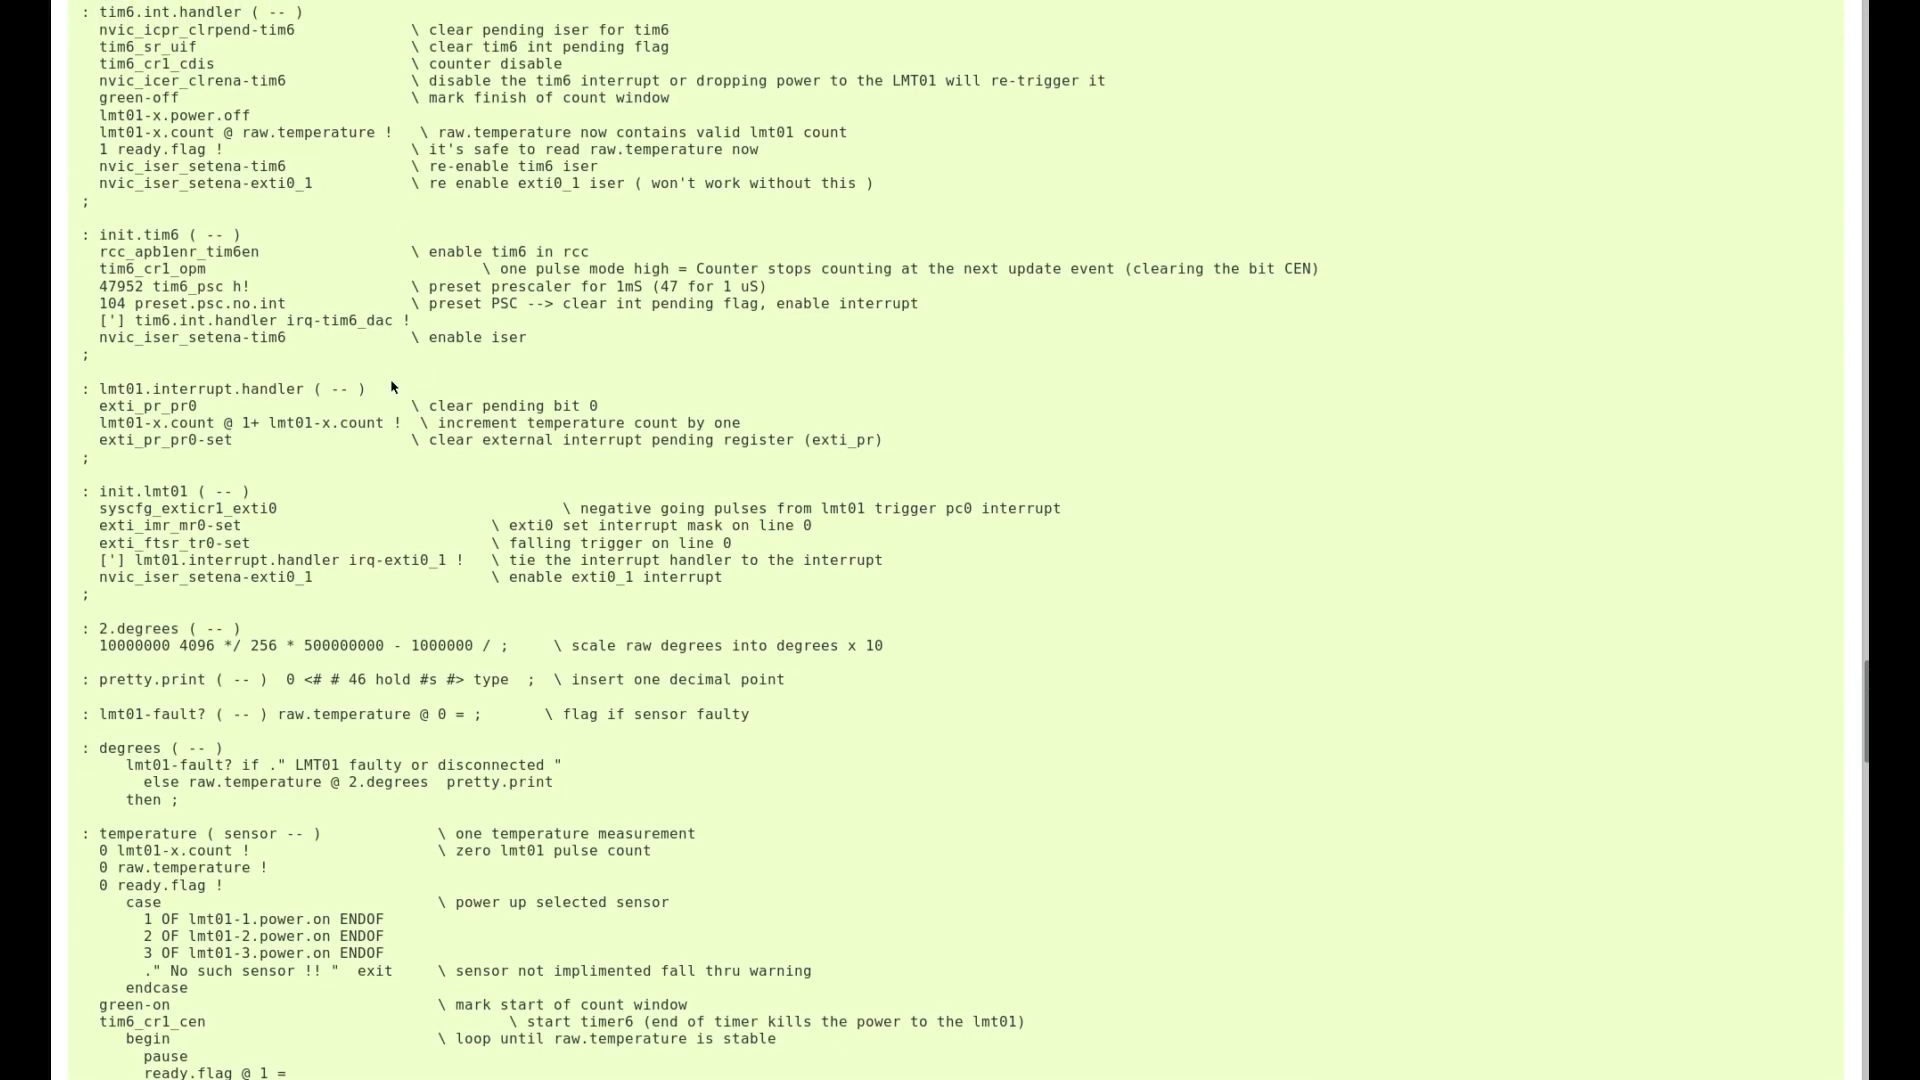 : tim6.int.handler ( -- )
nvic_icpr_clrpend-tim6 \ clear pending iser for tim6
tim6_sr_uif \ clear tim6 int pending flag
tim6_cr1_cdis \ counter disable
nvic_icer_clrena-tim6 \ disable the tim6 interrupt or dropping power to the LMT01 will re-trigger it
green-off \ mark finish of count window
lmt01-x.power.off
lmt01-x.count @ raw.temperature ! \ raw.temperature now contains valid lmt01 count
1 ready.flag ! \ it's safe to read raw.temperature now
nvic_iser_setena-tim6 \ re-enable tim6 iser
nvic_iser_setena-exti0_1 \ re enable exti0_1 iser ( won't work without this )
;
: init.tim6 ( -- )
rcc_apb1enr_tim6en \ enable tim6 in rcc
tim6_cr1_opm \ one pulse mode high = Counter stops counting at the next update event (clearing the bit CEN)
47952 tim6_psc h! \ preset prescaler for 1mS (47 for 1 uS)
104 preset.psc.no.int \ preset PSC --> clear int pending flag, enable interrupt
['] tim6.int.handler irq-tim6_dac !
nvic_iser_setena-tim6 \ enable iser
;
: lmt01.interrupt.handler ( -- )
exti_pr_pr0 \ clear pending bit 0
lmt01-x.count @ 1+ lmt01-x.count ! \ increment temperature count by one
exti_pr_pr0-set \ clear external interrupt pending register (exti_pr)
;
: init.lmt01 ( -- )
syscfg_exticr1_exti0 \ negative going pulses from lmt01 trigger pc0 interrupt
exti_imr_mr0-set \ exti0 set interrupt mask on line 0
exti_ftsr_tr0-set \ falling trigger on line 0
['] lmt01.interrupt.handler irq-exti0_1 ! \ tie the interrupt handler to the interrupt
nvic_iser_setena-exti0_1 \ enable exti0_1 interrupt
;
: 2.degrees ( -- )
10000000 4096 */ 256 * 500000000 - 1000000 / ; \ scale raw degrees into degrees x 10
: pretty.print ( -- ) 0 <# # 46 hold #s #> type ; \ insert one decimal point
: lmt01-fault? ( -- ) raw.temperature @ 0 = ; \ flag if sensor faulty
: degrees ( -- )
lmt01-fault? if ." LMT01 faulty or disconnected "
else raw.temperature @ 2.degrees pretty.print
then ;
: temperature ( sensor -- ) \ one temperature measurement
0 lmt01-x.count ! \ zero lmt01 pulse count
0 raw.temperature !
0 ready.flag !
case \ power up selected sensor
1 OF lmt01-1.power.on ENDOF
2 OF lmt01-2.power.on ENDOF
3 OF lmt01-3.power.on ENDOF
." No such sensor !! " exit \ sensor not implimented fall thru warning
endcase
green-on \ mark start of count window
tim6_cr1_cen \ start timer6 (end of timer kills the power to the lmt01)
begin \ loop until raw.temperature is stable
pause
ready.flag @ 1 =